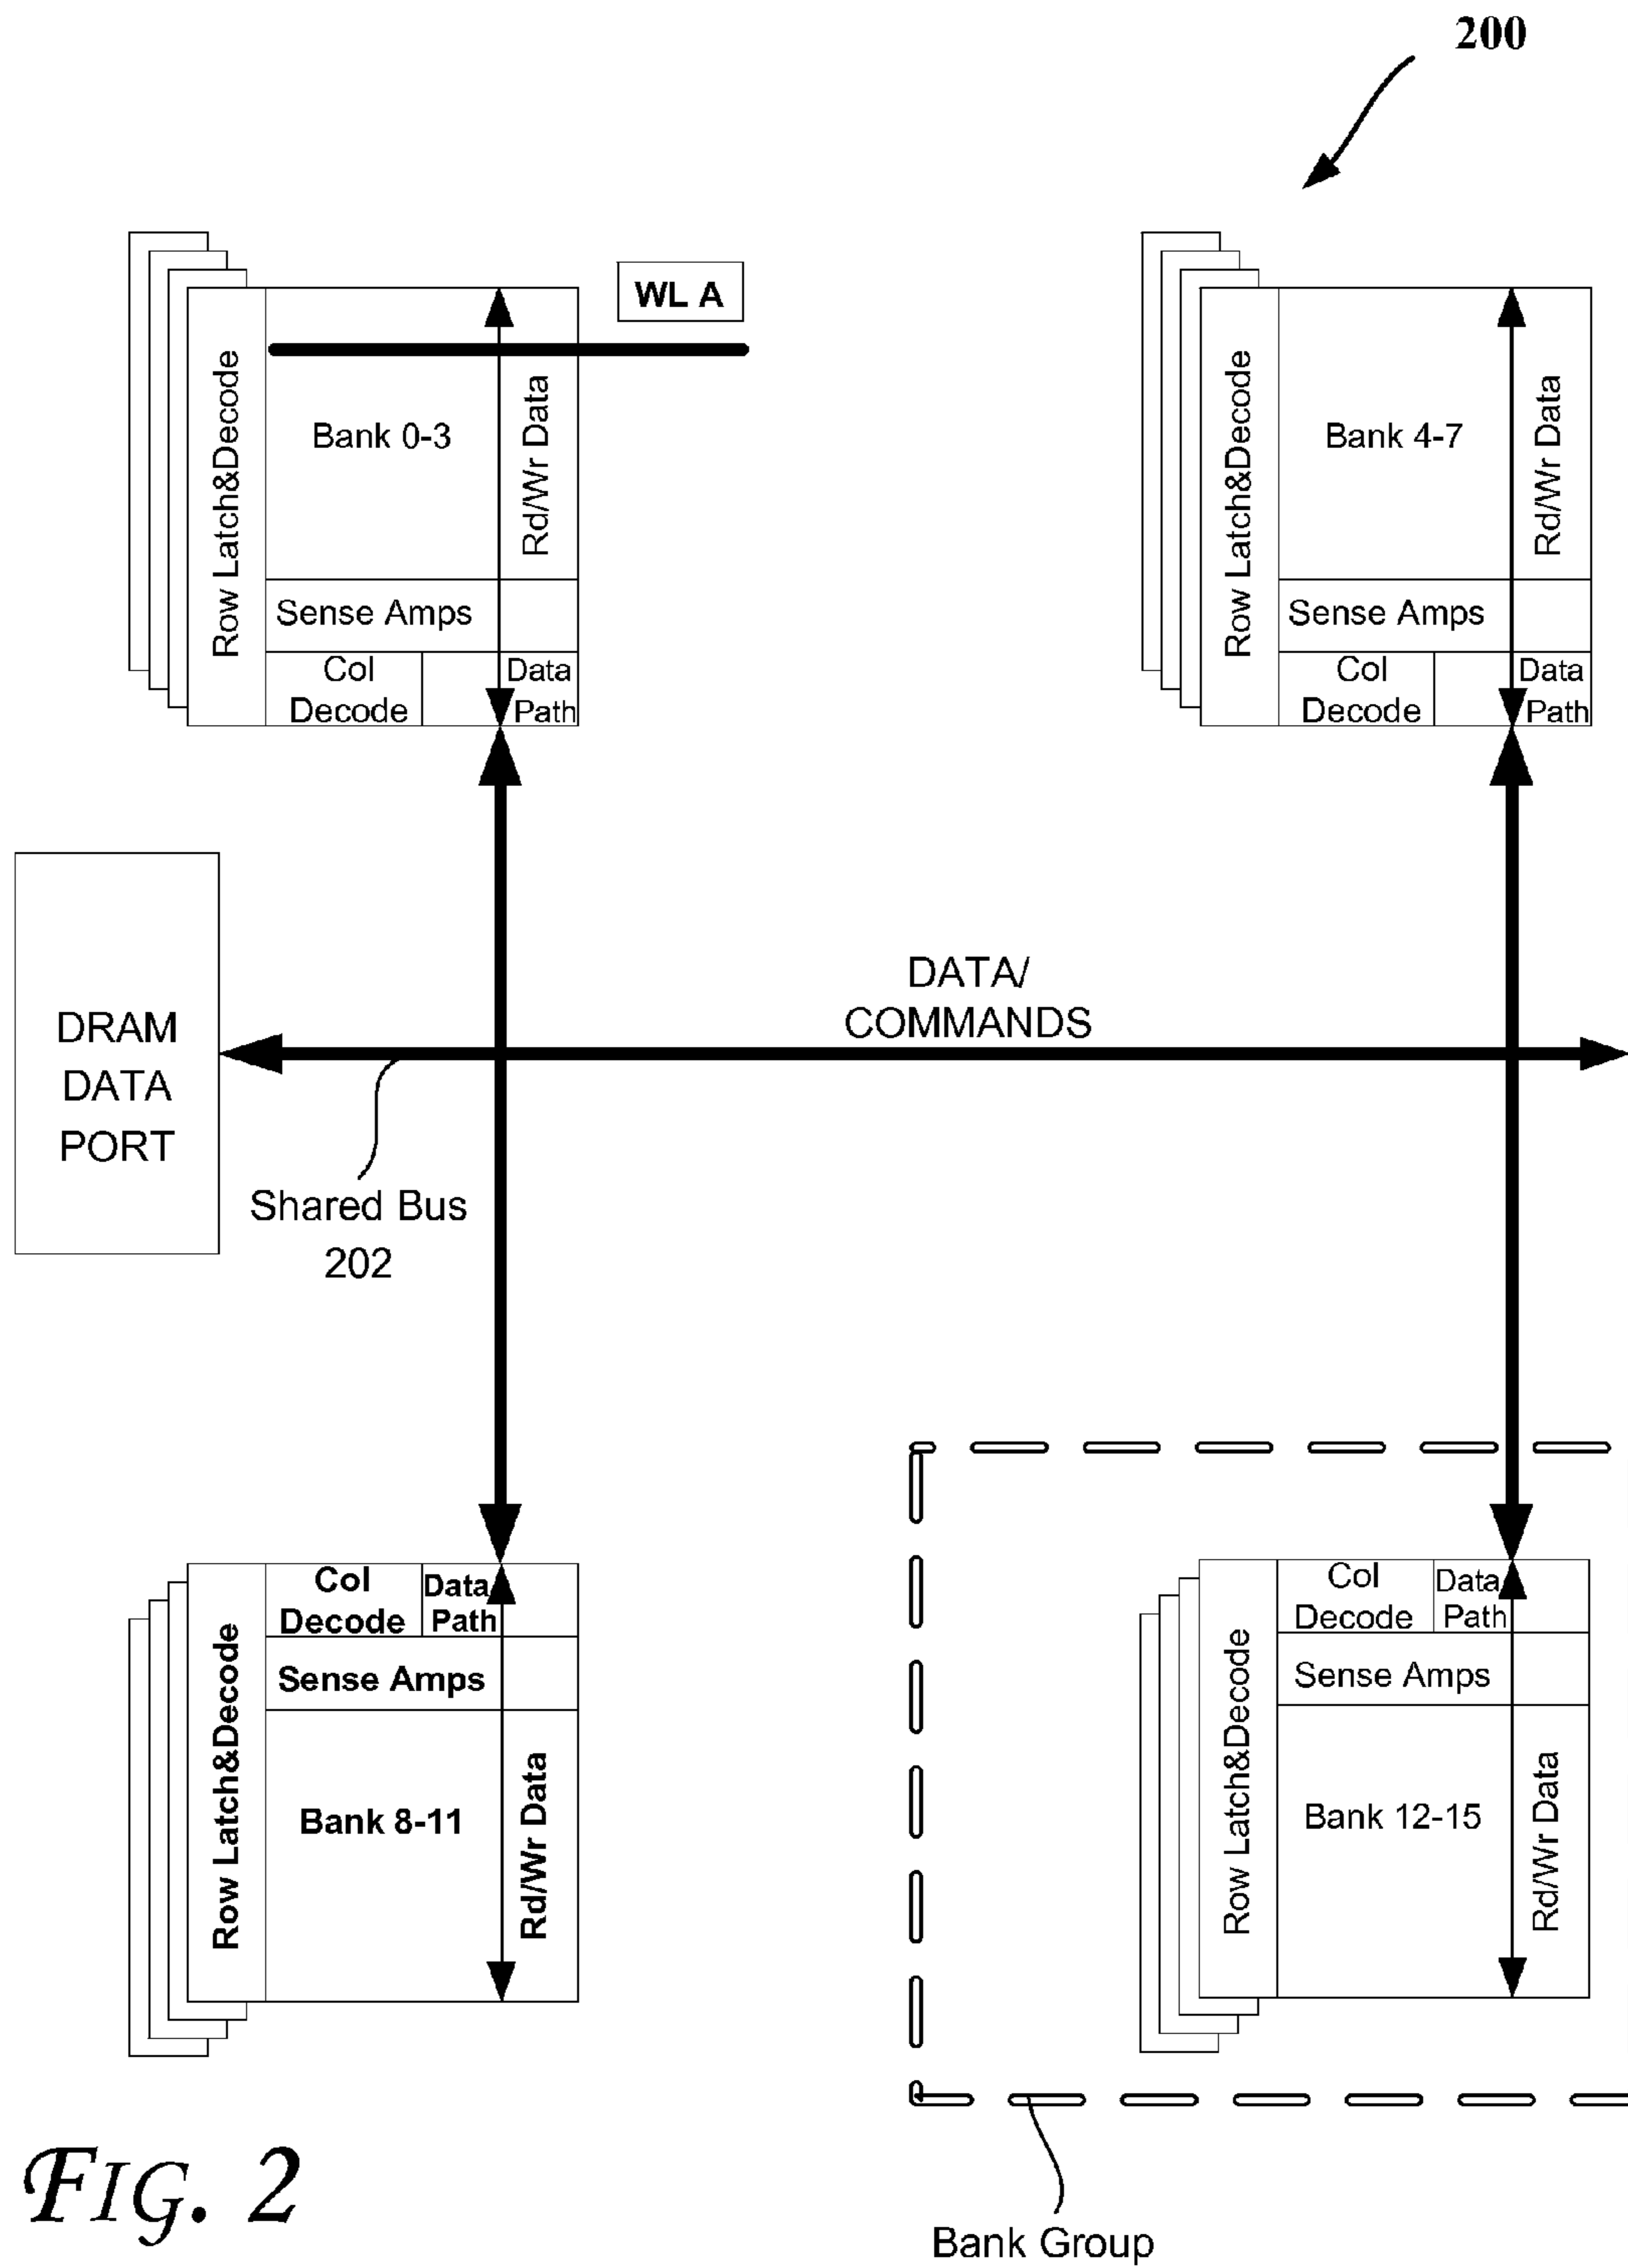 200
WL A
Row Latch&Decode
Bank 0-3
Rd/Wr Data
Sense Amps
Col
Decode
Data
Path
Row Latch&Decode
Bank 4-7
Rd/Wr Data
Sense Amps
Col
Decode
Data
Path
DRAM
DATA
PORT
DATA/
COMMANDS
Shared Bus
202
Row Latch&Decode
Col
Decode
Data
Path
Sense Amps
Bank 8-11
Rd/Wr Data
Row Latch&Decode
Col
Decode
Data
Path
Sense Amps
Bank 12-15
Rd/Wr Data
FIG. 2
Bank Group